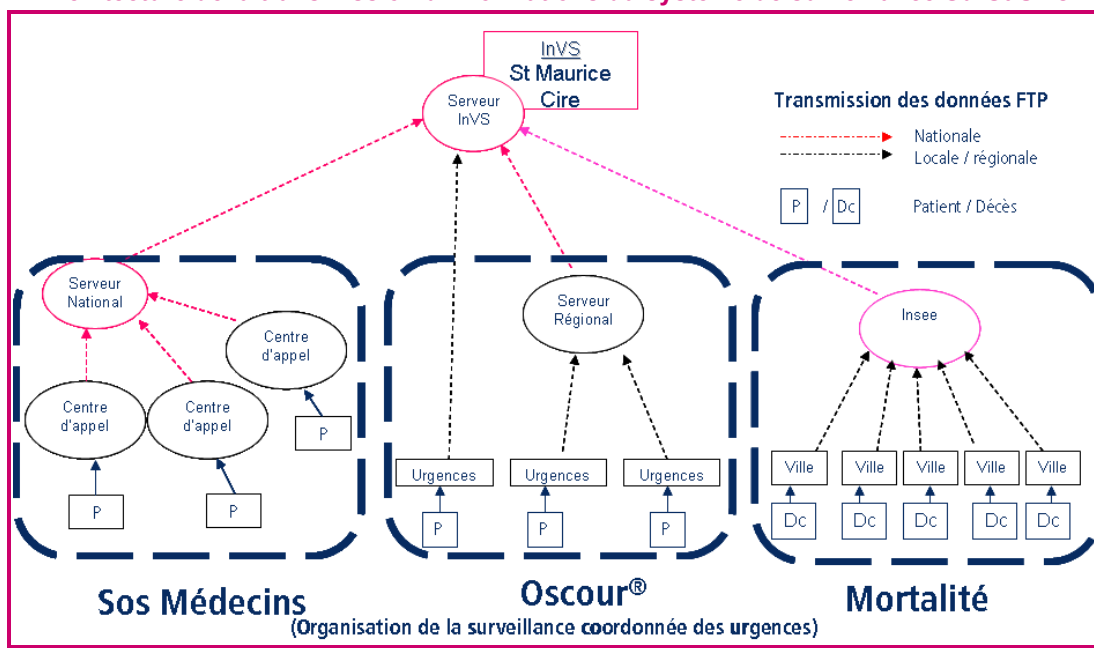 InVS
St Maurice
Cire
Serveur
InVS
Transmission des données FTP
Nationale
Locale / régionale
P / Dc Patient / Décès
Serveur
National
Centre
d'appel
Centre
d'appel
Centre
d'appel
P
P
P
Serveur
Régional
Urgences
Urgences
Urgences
P
P
P
Insee
Ville
Ville
Ville
Ville
Ville
Dc
Dc
Dc
Dc
Dc
Sos Médecins
Oscour®
Mortalité
(Organisation de la surveillance coordonnée des urgences)